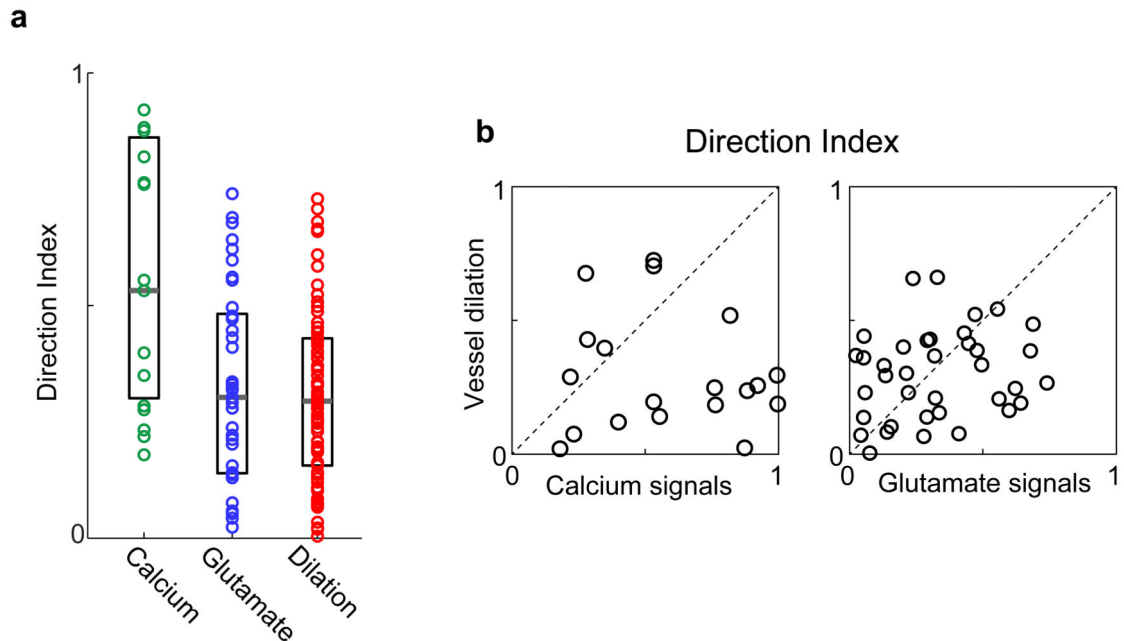 a
1
Direction Index
0
Calcium
Glutamate
Dilation
b
Direction Index
1
Vessel dilation
0
0
Calcium signals
1
1
0
0
Glutamate signals
1